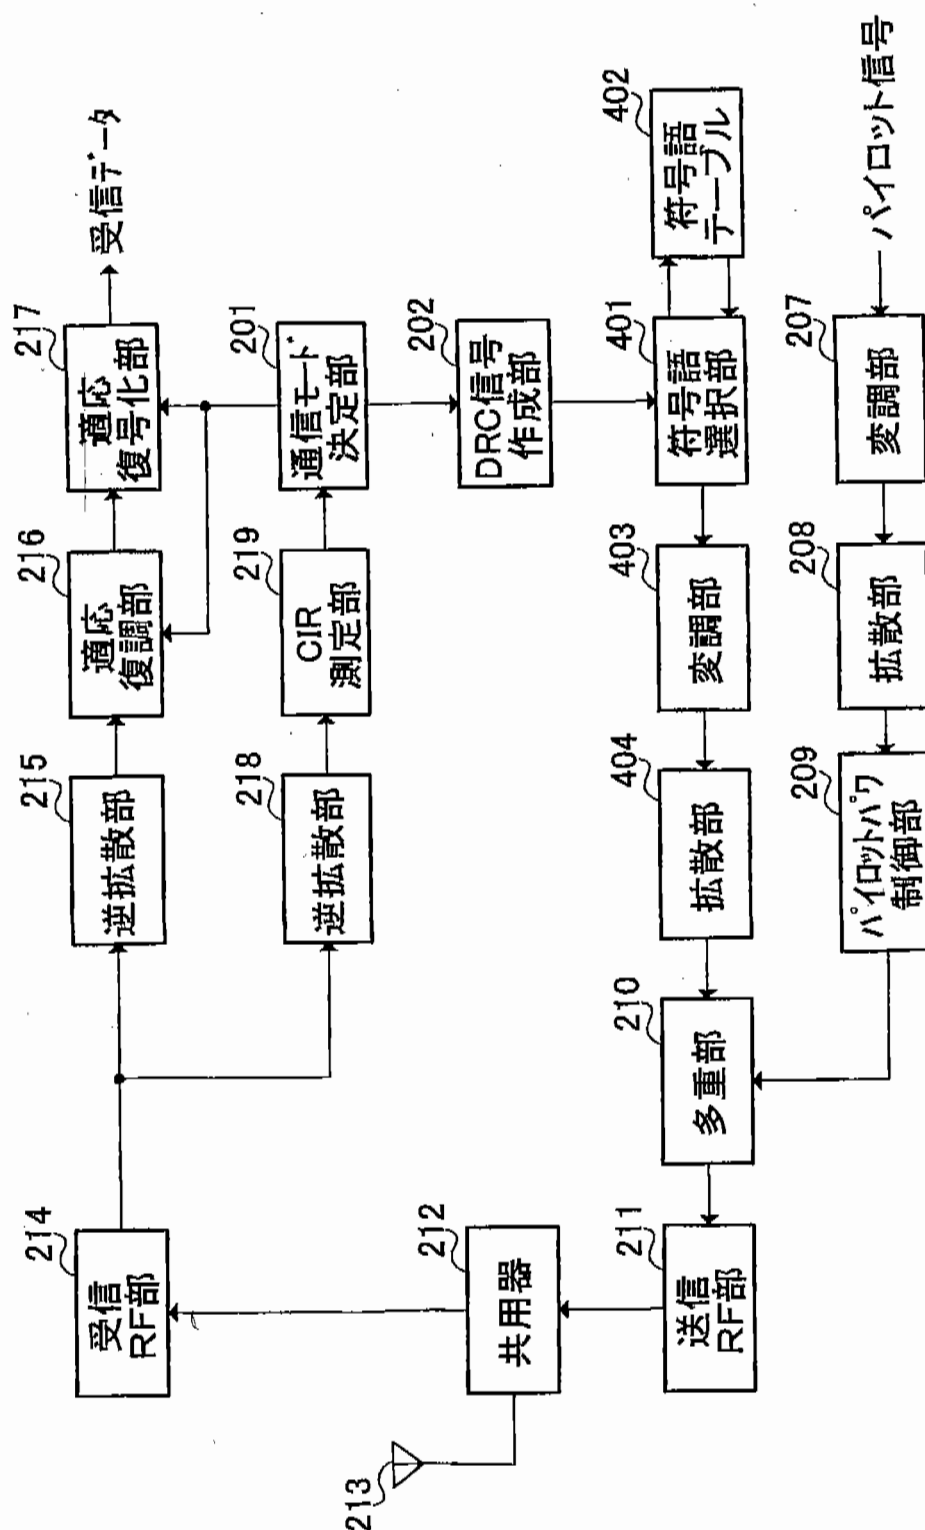 213
214
受信
RF部
212
共用器
211
送信
RF部
215
逆拡散部
216
適応
復調部
217
適応
復号化部
受信データ
218
逆拡散部
219
CIR
測定部
201
通信モード
決定部
202
DRC信号
作成部
210
多重部
404
拡散部
403
変調部
401
符号語
選択部
402
符号語
テーブル
209
パイロットパワ
制御部
208
拡散部
207
変調部
パイロット信号